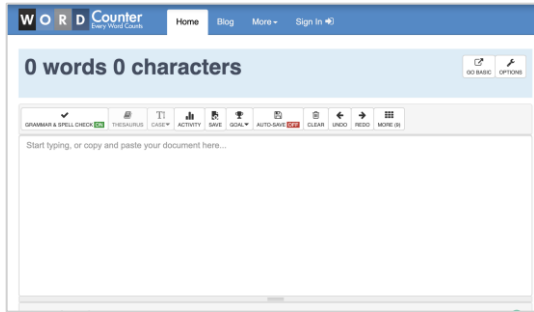 WORD Counter Home Blog More Sign In
Every Word Counts
0 words 0 characters
GO BASIC OPTIONS
GRAMMAR & SPELL CHECK ON THESAURUS CASE ACTIVITY SAVE GOAL AUTO-SAVE OFF CLEAR UNDO REDO MORE (9)
Start typing, or copy and paste your document here...